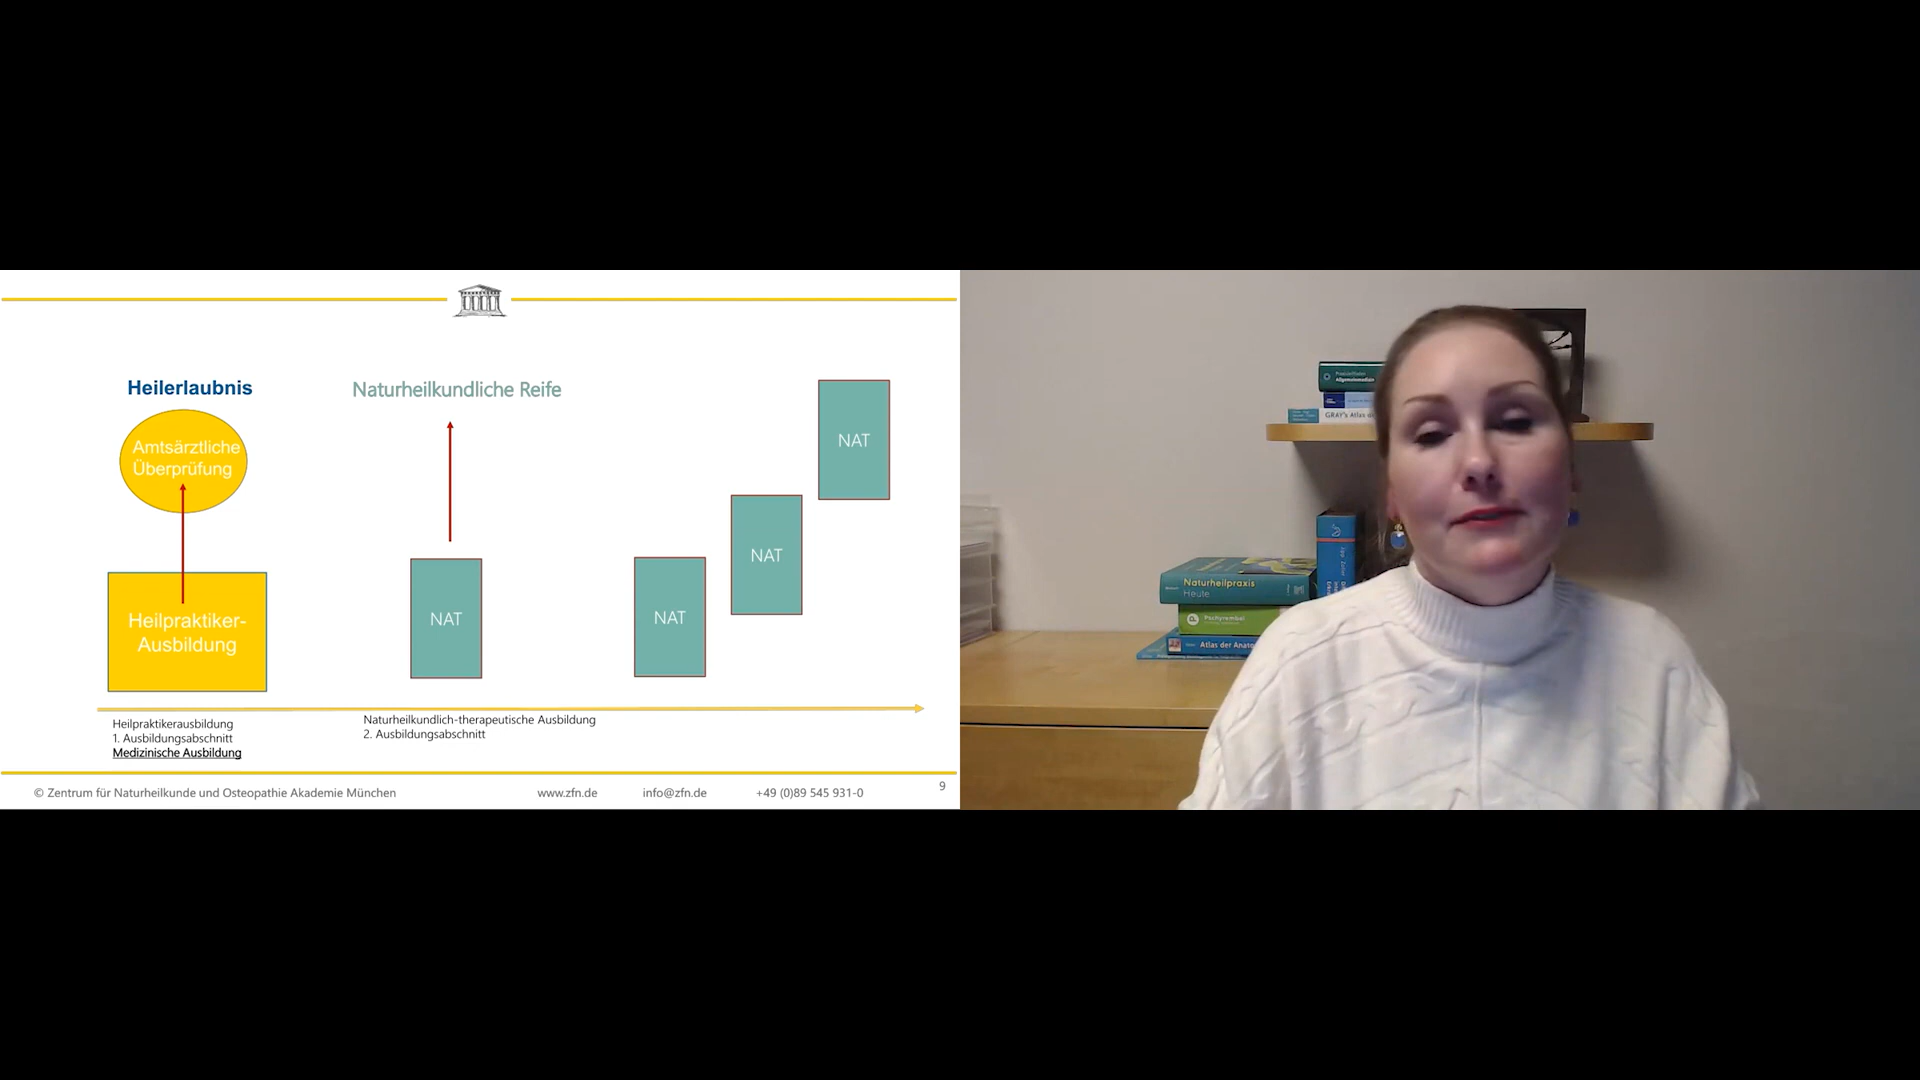 Heilerlaubnis
Naturheilkundliche Reife
Amtsärztliche
Überprüfung
Heilpraktiker-
Ausbildung
NAT
NAT
NAT
NAT
Heilpraktikerausbildung
1. Ausbildungsabschnitt
Medizinische Ausbildung
Naturheilkundlich-therapeutische Ausbildung
2. Ausbildungsabschnitt
© Zentrum für Naturheilkunde und Osteopathie Akademie München
www.zfn.de
info@zfn.de
+49 (0)89 545 931-0
9
Allgemeinmedizin
GRAY's Atlas
Naturheilpraxis
Heute
Pschyrembel
Atlas der